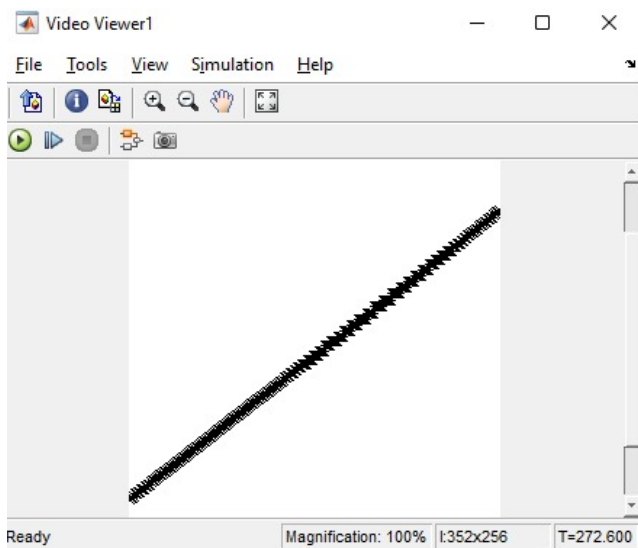 Video Viewer1
File Tools View Simulation Help
Ready Magnification: 100% I:352x256 T=272.600